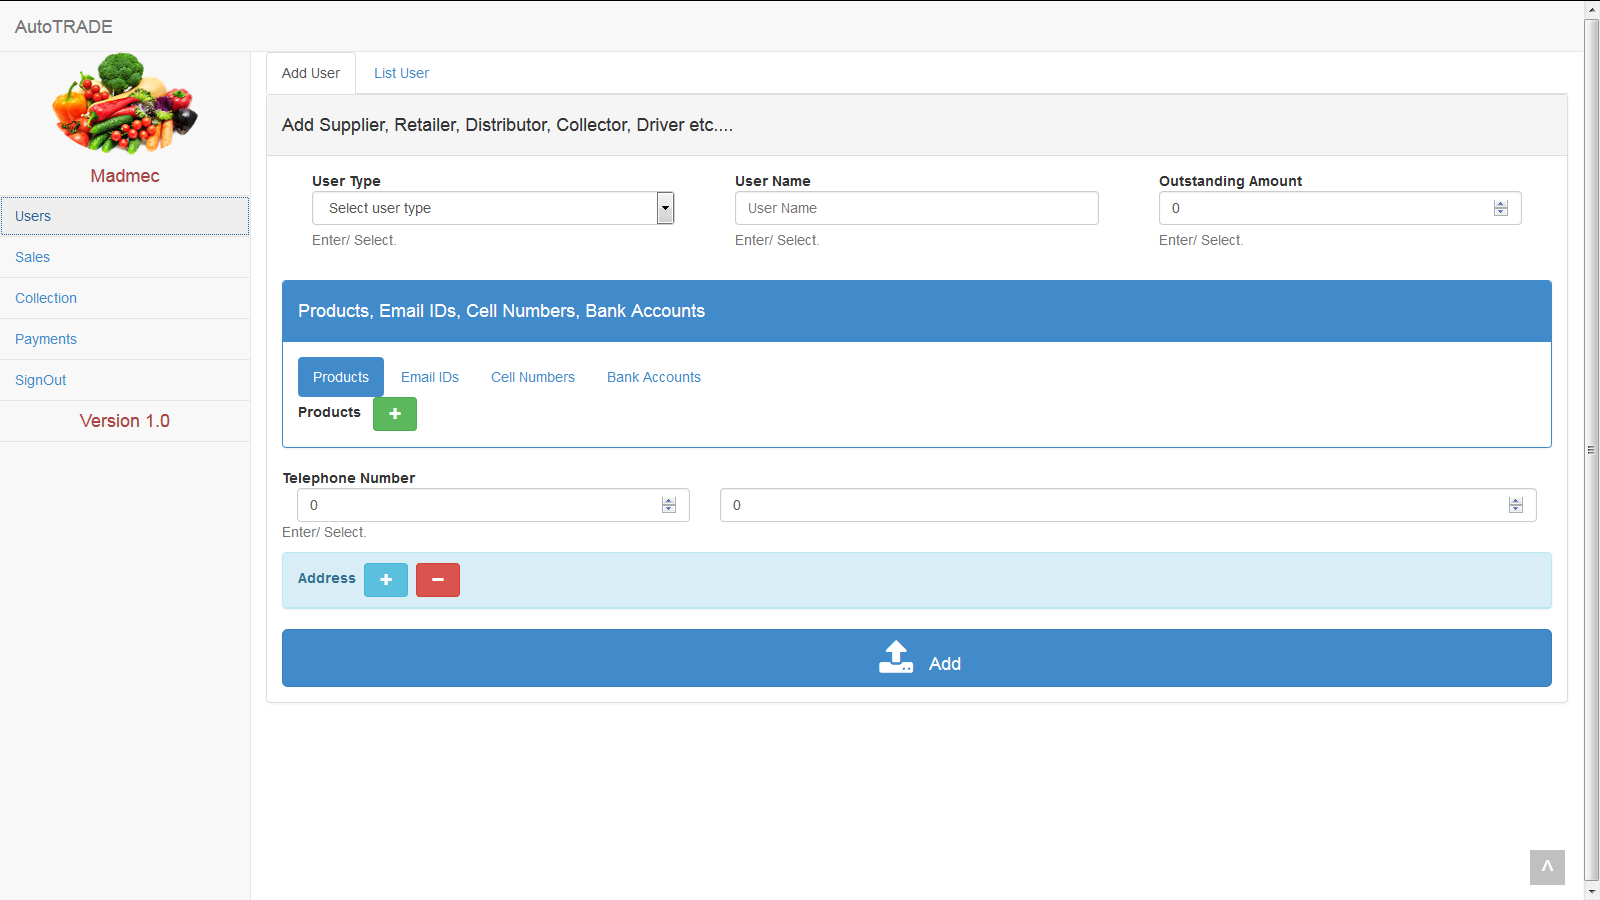 AutoTRADE
Madmec
Users
Sales
Collection
Payments
SignOut
Version 1.0
Add User
List User
Add Supplier, Retailer, Distributor, Collector, Driver etc....
User Type
Select user type
Enter/ Select.
User Name
User Name
Enter/ Select.
Outstanding Amount
0
Enter/ Select.
Products, Email IDs, Cell Numbers, Bank Accounts
Products
Email IDs
Cell Numbers
Bank Accounts
Products +
Telephone Number
0
0
Enter/ Select.
Address + −
Add
^